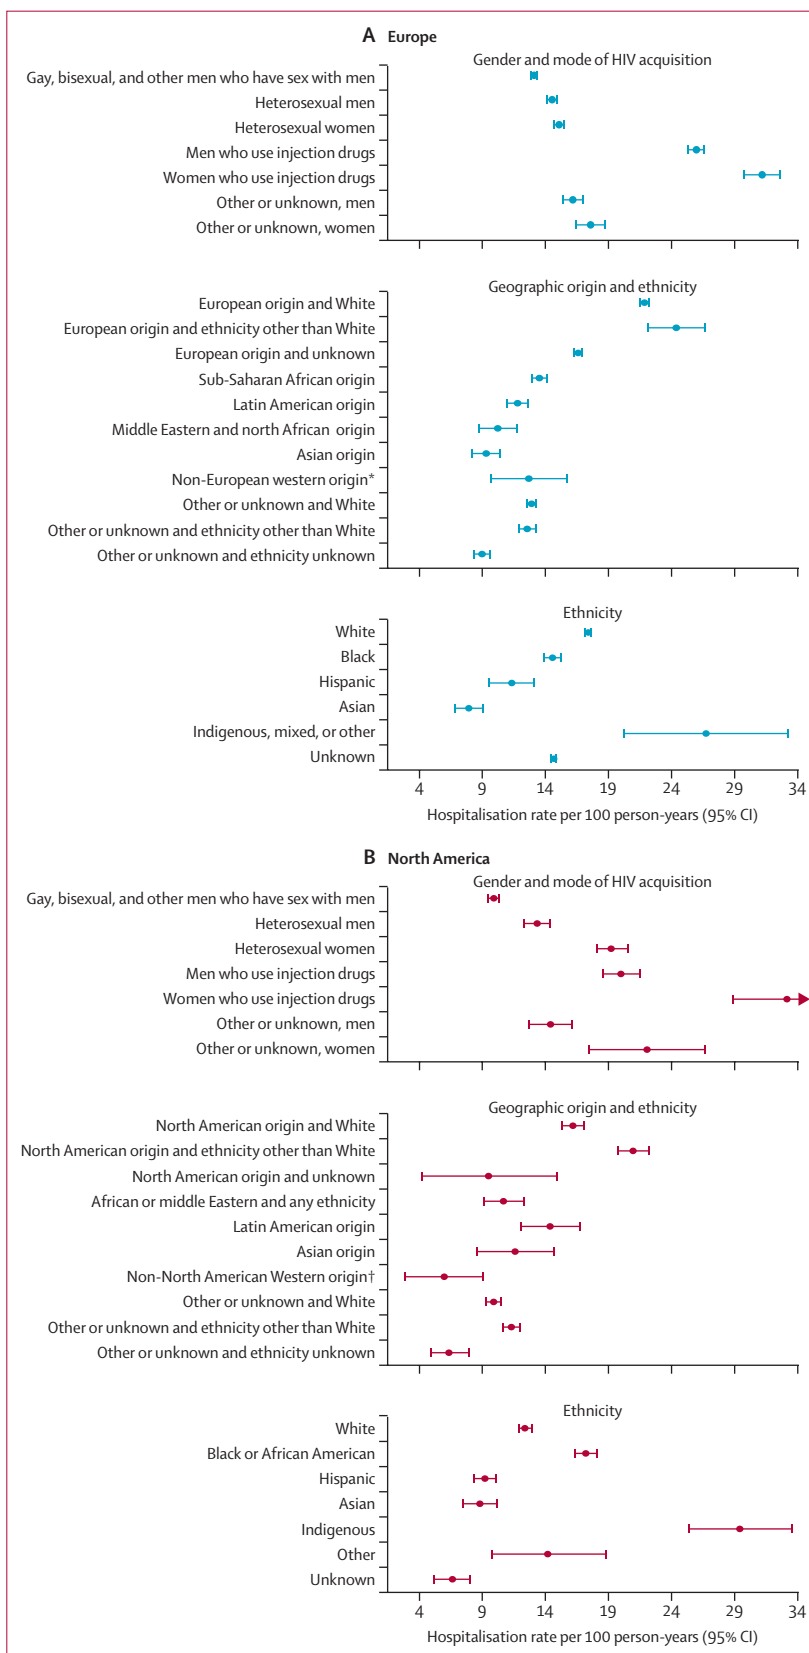 A Europe
Gender and mode of HIV acquisition
Gay, bisexual, and other men who have sex with men
Heterosexual men
Heterosexual women
Men who use injection drugs
Women who use injection drugs
Other or unknown, men
Other or unknown, women
Geographic origin and ethnicity
European origin and White
European origin and ethnicity other than White
European origin and unknown
Sub-Saharan African origin
Latin American origin
Middle Eastern and north African origin
Asian origin
Non-European western origin*
Other or unknown and White
Other or unknown and ethnicity other than White
Other or unknown and ethnicity unknown
Ethnicity
White
Black
Hispanic
Asian
Indigenous, mixed, or other
Unknown
4 9 14 19 24 29 34
Hospitalisation rate per 100 person-years (95% CI)
B North America
Gender and mode of HIV acquisition
Gay, bisexual, and other men who have sex with men
Heterosexual men
Heterosexual women
Men who use injection drugs
Women who use injection drugs
Other or unknown, men
Other or unknown, women
Geographic origin and ethnicity
North American origin and White
North American origin and ethnicity other than White
North American origin and unknown
African or middle Eastern and any ethnicity
Latin American origin
Asian origin
Non-North American Western origin†
Other or unknown and White
Other or unknown and ethnicity other than White
Other or unknown and ethnicity unknown
Ethnicity
White
Black or African American
Hispanic
Asian
Indigenous
Other
Unknown
4 9 14 19 24 29 34
Hospitalisation rate per 100 person-years (95% CI)